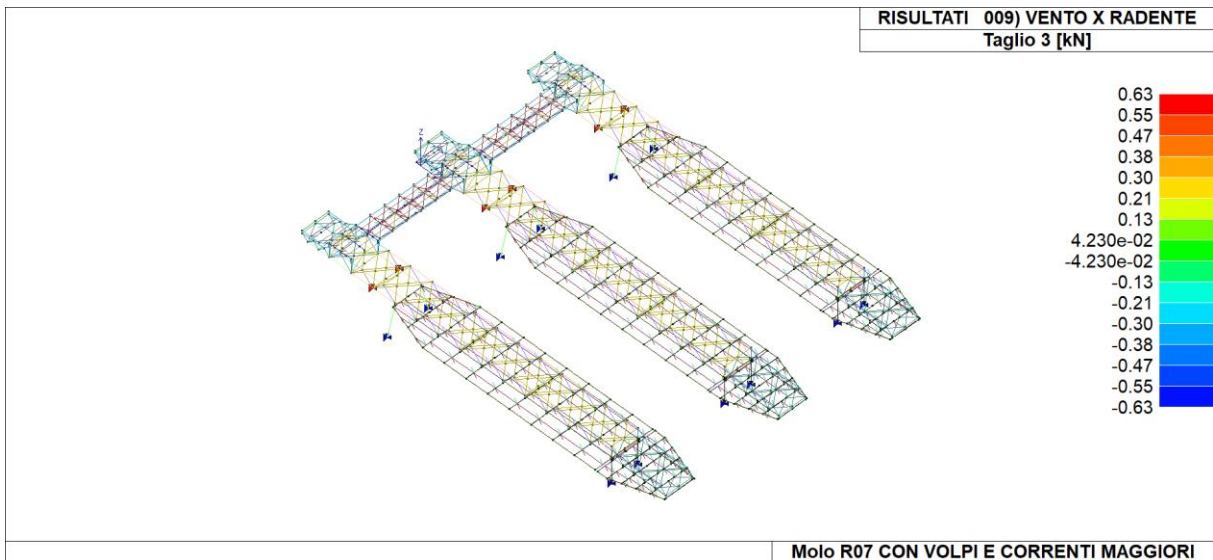 RISULTATI 009) VENTO X RADENTE
Taglio 3 [kN]
0.63
0.55
0.47
0.38
0.30
0.21
0.13
4.230e-02
-4.230e-02
-0.13
-0.21
-0.30
-0.38
-0.47
-0.55
-0.63
Z
Molo R07 CON VOLPI E CORRENTI MAGGIORI